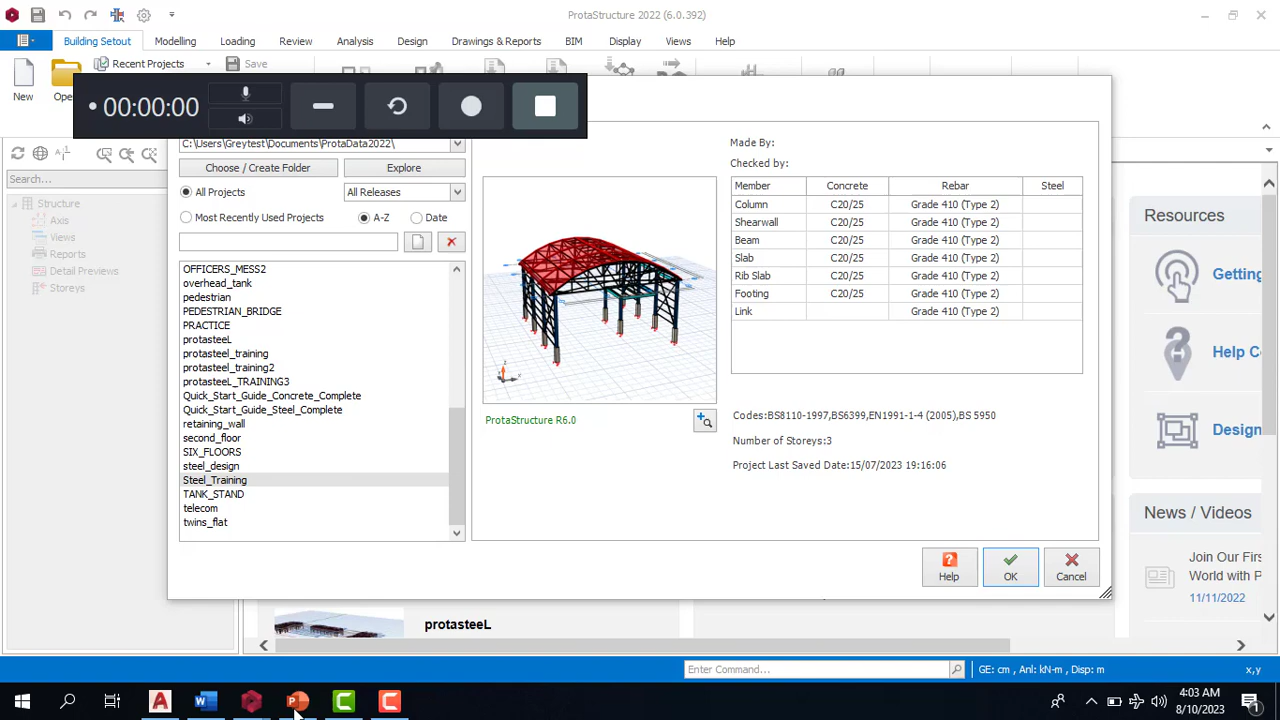 ProtaStructure 2022 (6.0.392)
Building Setout Modelling Loading Review Analysis Design Drawings & Reports BIM Display Views Help
New
Recent Projects
Save
00:00:00
C:\Users\Greytest\Documents\ProtaData2022\
Choose / Create Folder
Explore
All Projects
All Releases
Most Recently Used Projects
A-Z
Date
Search...
Structure
Axis
Views
Reports
Detail Previews
Storeys
OFFICERS_MESS2
overhead_tank
pedestrian
PEDESTRIAN_BRIDGE
PRACTICE
protasteeL
protasteel_training
protasteel_training2
protasteeL_TRAINING3
Quick_Start_Guide_Concrete_Complete
Quick_Start_Guide_Steel_Complete
retaining_wall
second_floor
SIX_FLOORS
steel_design
Steel_Training
TANK_STAND
telecom
twins_flat
ProtaStructure R6.0
Made By:
Checked by:
Member Concrete Rebar Steel
Column C20/25 Grade 410 (Type 2)
Shearwall C20/25 Grade 410 (Type 2)
Beam C20/25 Grade 410 (Type 2)
Slab C20/25 Grade 410 (Type 2)
Rib Slab C20/25 Grade 410 (Type 2)
Footing C20/25 Grade 410 (Type 2)
Link Grade 410 (Type 2)
Codes:BS8110-1997,BS6399,EN1991-1-4 (2005),BS 5950
Number of Storeys:3
Project Last Saved Date:15/07/2023 19:16:06
Help
OK
Cancel
Resources
Getting
Help C
Design
News / Videos
Join Our Firs
World with P
11/11/2022
protasteeL
Enter Command...
GE: cm , Anl: kN-m , Disp: m
x,y
4:03 AM
8/10/2023